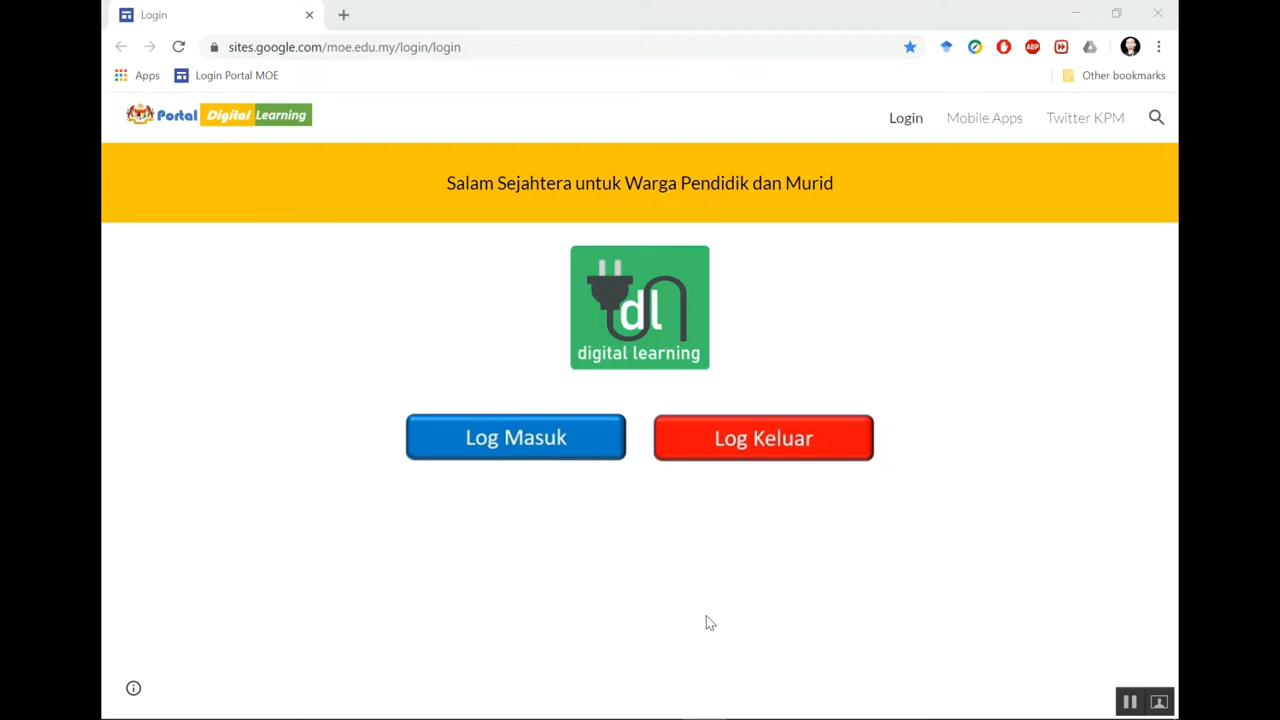 Login
sites.google.com/moe.edu.my/login/login
ABP
Apps
Login Portal MOE
Other bookmarks
Portal Digital Learning
Login
Mobile Apps
Twitter KPM
Salam Sejahtera untuk Warga Pendidik dan Murid
dl
digital learning
Log Masuk
Log Keluar